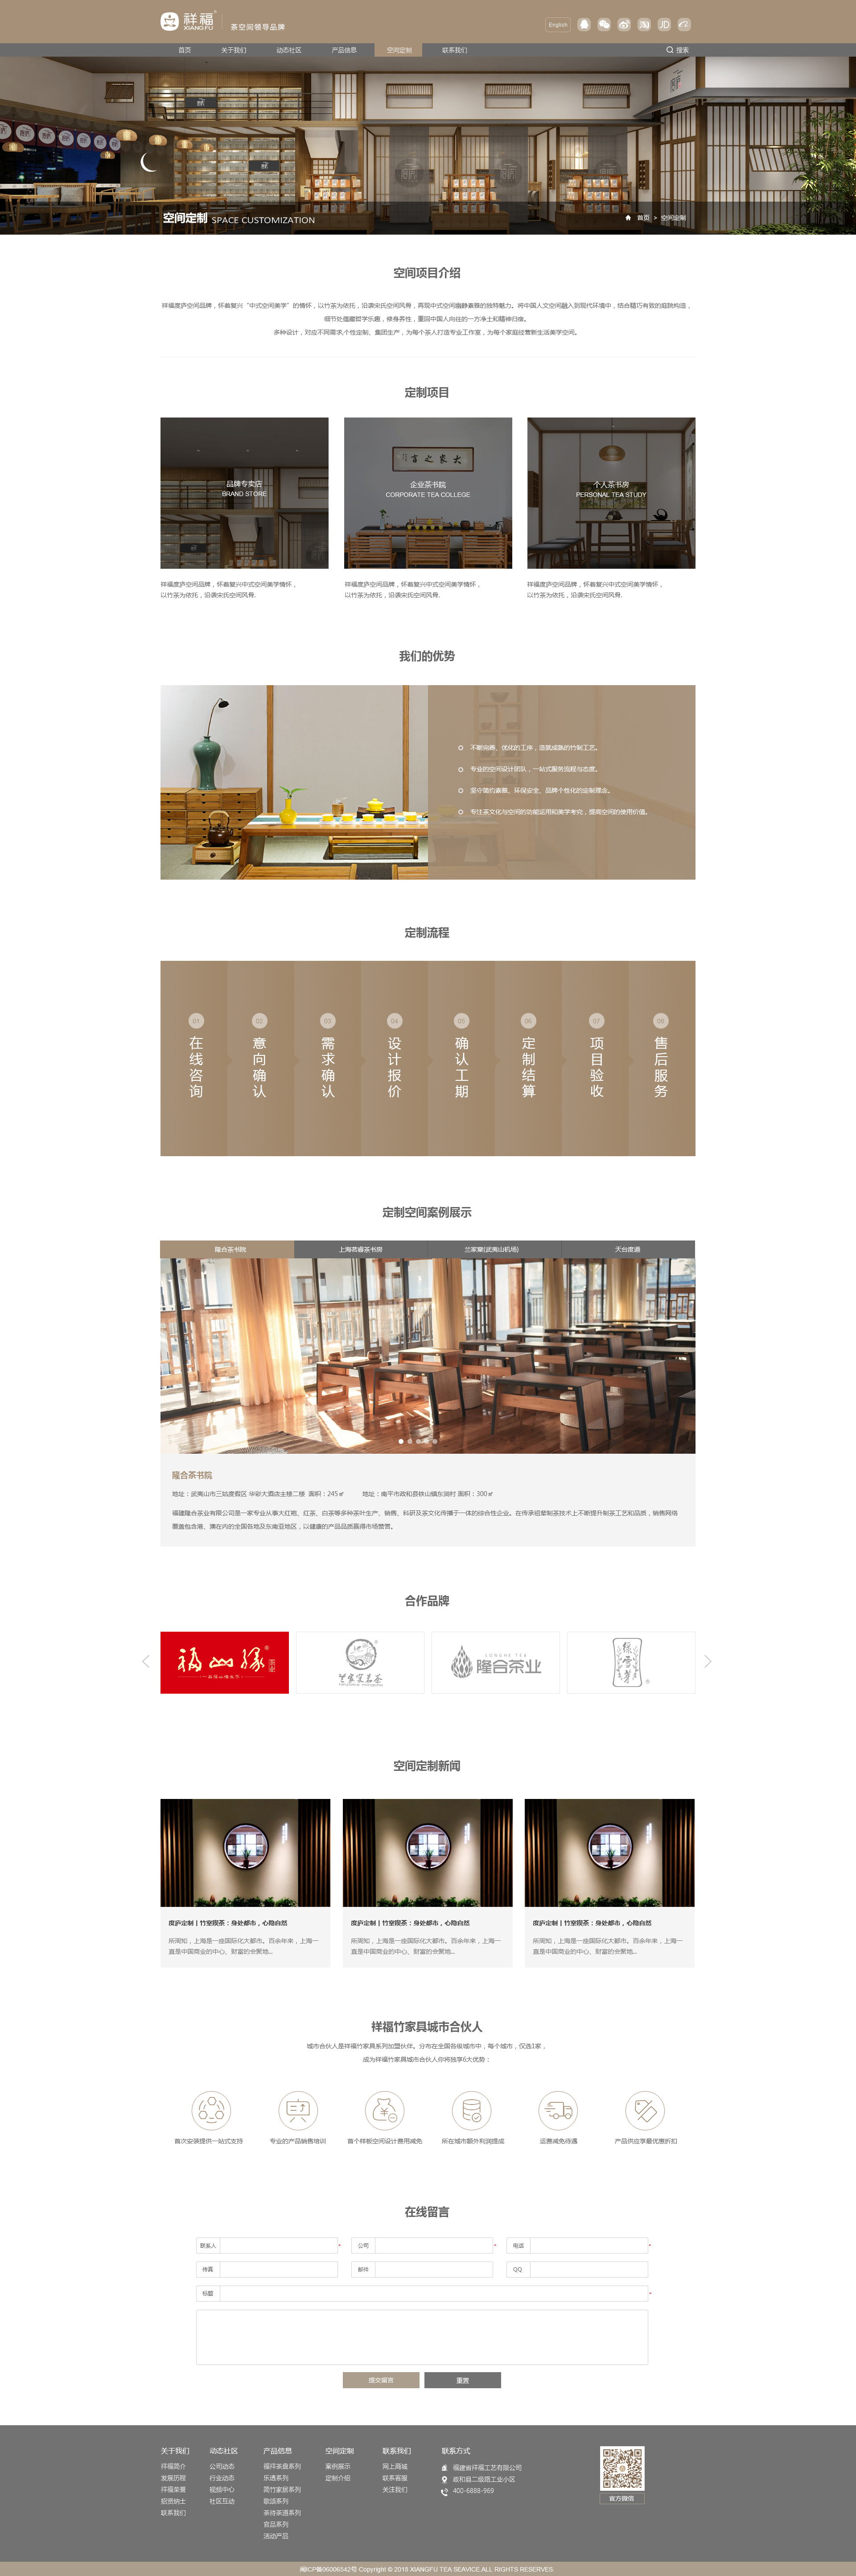 祥福®
XIANG FU
茶空间领导品牌
English
JD
首页
关于我们
动态社区
产品信息
空间定制
联系我们
搜索
空间定制 SPACE CUSTOMIZATION
首页 > 空间定制
空间项目介绍
祥福度庐空间品牌，怀着复兴“中式空间美学”的情怀，以竹茶为依托，沿袭宋氏空间风骨，再现中式空间幽静素雅的独特魅力。将中国人文空间融入到现代环境中，结合精巧有致的庭院构造，
细节处蕴藏哲学乐趣，修身养性，重回中国人向往的一方净土和精神归宿。
多种设计，对应不同需求,个性定制、集团生产，为每个茶人打造专业工作室，为每个家庭经营新生活美学空间。
定制项目
品牌专卖店
BRAND STORE
大家之言
企业茶书院
CORPORATE TEA COLLEGE
个人茶书房
PERSONAL TEA STUDY
祥福度庐空间品牌，怀着复兴中式空间美学情怀，
以竹茶为依托，沿袭宋氏空间风骨.
祥福度庐空间品牌，怀着复兴中式空间美学情怀，
以竹茶为依托，沿袭宋氏空间风骨.
祥福度庐空间品牌，怀着复兴中式空间美学情怀，
以竹茶为依托，沿袭宋氏空间风骨.
我们的优势
不断完善、优化的工序，造就成熟的竹制工艺。
专业的空间设计团队，一站式服务流程与态度。
坚守简约素雅、环保安全、品牌个性化的定制理念。
专注茶文化与空间的功能运用和美学考究，提高空间的使用价值。
定制流程
01
在线咨询
02
意向确认
03
需求确认
04
设计报价
05
确认工期
06
定制结算
07
项目验收
08
售后服务
定制空间案例展示
隆合茶书院
上海茗睿茶书房
兰家窠(武夷山机场)
天台度道
隆合茶书院
地址：武夷山市三姑度假区 华彩大酒店主楼二楼 面积：245㎡
地址：南平市政和县铁山镇东涧村 面积：300㎡
福建隆合茶业有限公司是一家专业从事大红袍、红茶、白茶等多种茶叶生产、销售、科研及茶文化传播于一体的综合性企业。在传承祖辈制茶技术上不断提升制茶工艺和品质，销售网络
覆盖包含港、澳在内的全国各地及东南亚地区，以健康的产品品质赢得市场赞誉。
合作品牌
福山缘®
LONGHE TEA
隆合茶业
绿雪芽
空间定制新闻
度庐定制丨竹室喫茶：身处都市，心隐自然
所周知，上海是一座国际化大都市。百余年来，上海一
直是中国商业的中心、财富的会聚地...
度庐定制丨竹室喫茶：身处都市，心隐自然
所周知，上海是一座国际化大都市。百余年来，上海一
直是中国商业的中心、财富的会聚地...
度庐定制丨竹室喫茶：身处都市，心隐自然
所周知，上海是一座国际化大都市。百余年来，上海一
直是中国商业的中心、财富的会聚地...
祥福竹家具城市合伙人
城市合伙人是祥福竹家具系列加盟伙伴。分布在全国各级城市中，每个城市，仅选1家，
成为祥福竹家具城市合伙人你将独享6大优势：
首次安装提供一站式支持
专业的产品销售培训
首个样板空间设计费用减免
所在城市额外利润提成
运费减免待遇
产品供应享最优惠折扣
在线留言
联系人
*
公司
*
电话
*
传真
邮件
QQ
标题
*
提交留言
重置
关于我们
祥福简介
发展历程
祥福荣誉
招贤纳士
联系我们
动态社区
公司动态
行业动态
视频中心
社区互动
产品信息
福祥茶盘系列
乐透系列
简竹家居系列
歌颂系列
茶待茶道系列
官品系列
活动产品
空间定制
案例展示
定制介绍
联系我们
网上商城
联系客服
关注我们
联系方式
福建省祥福工艺有限公司
政和县二级路工业小区
400-6888-969
官方微信
闽ICP备06006542号 Copyright © 2018 XIANGFU TEA SEAVICE.ALL RIGHTS RESERVES.